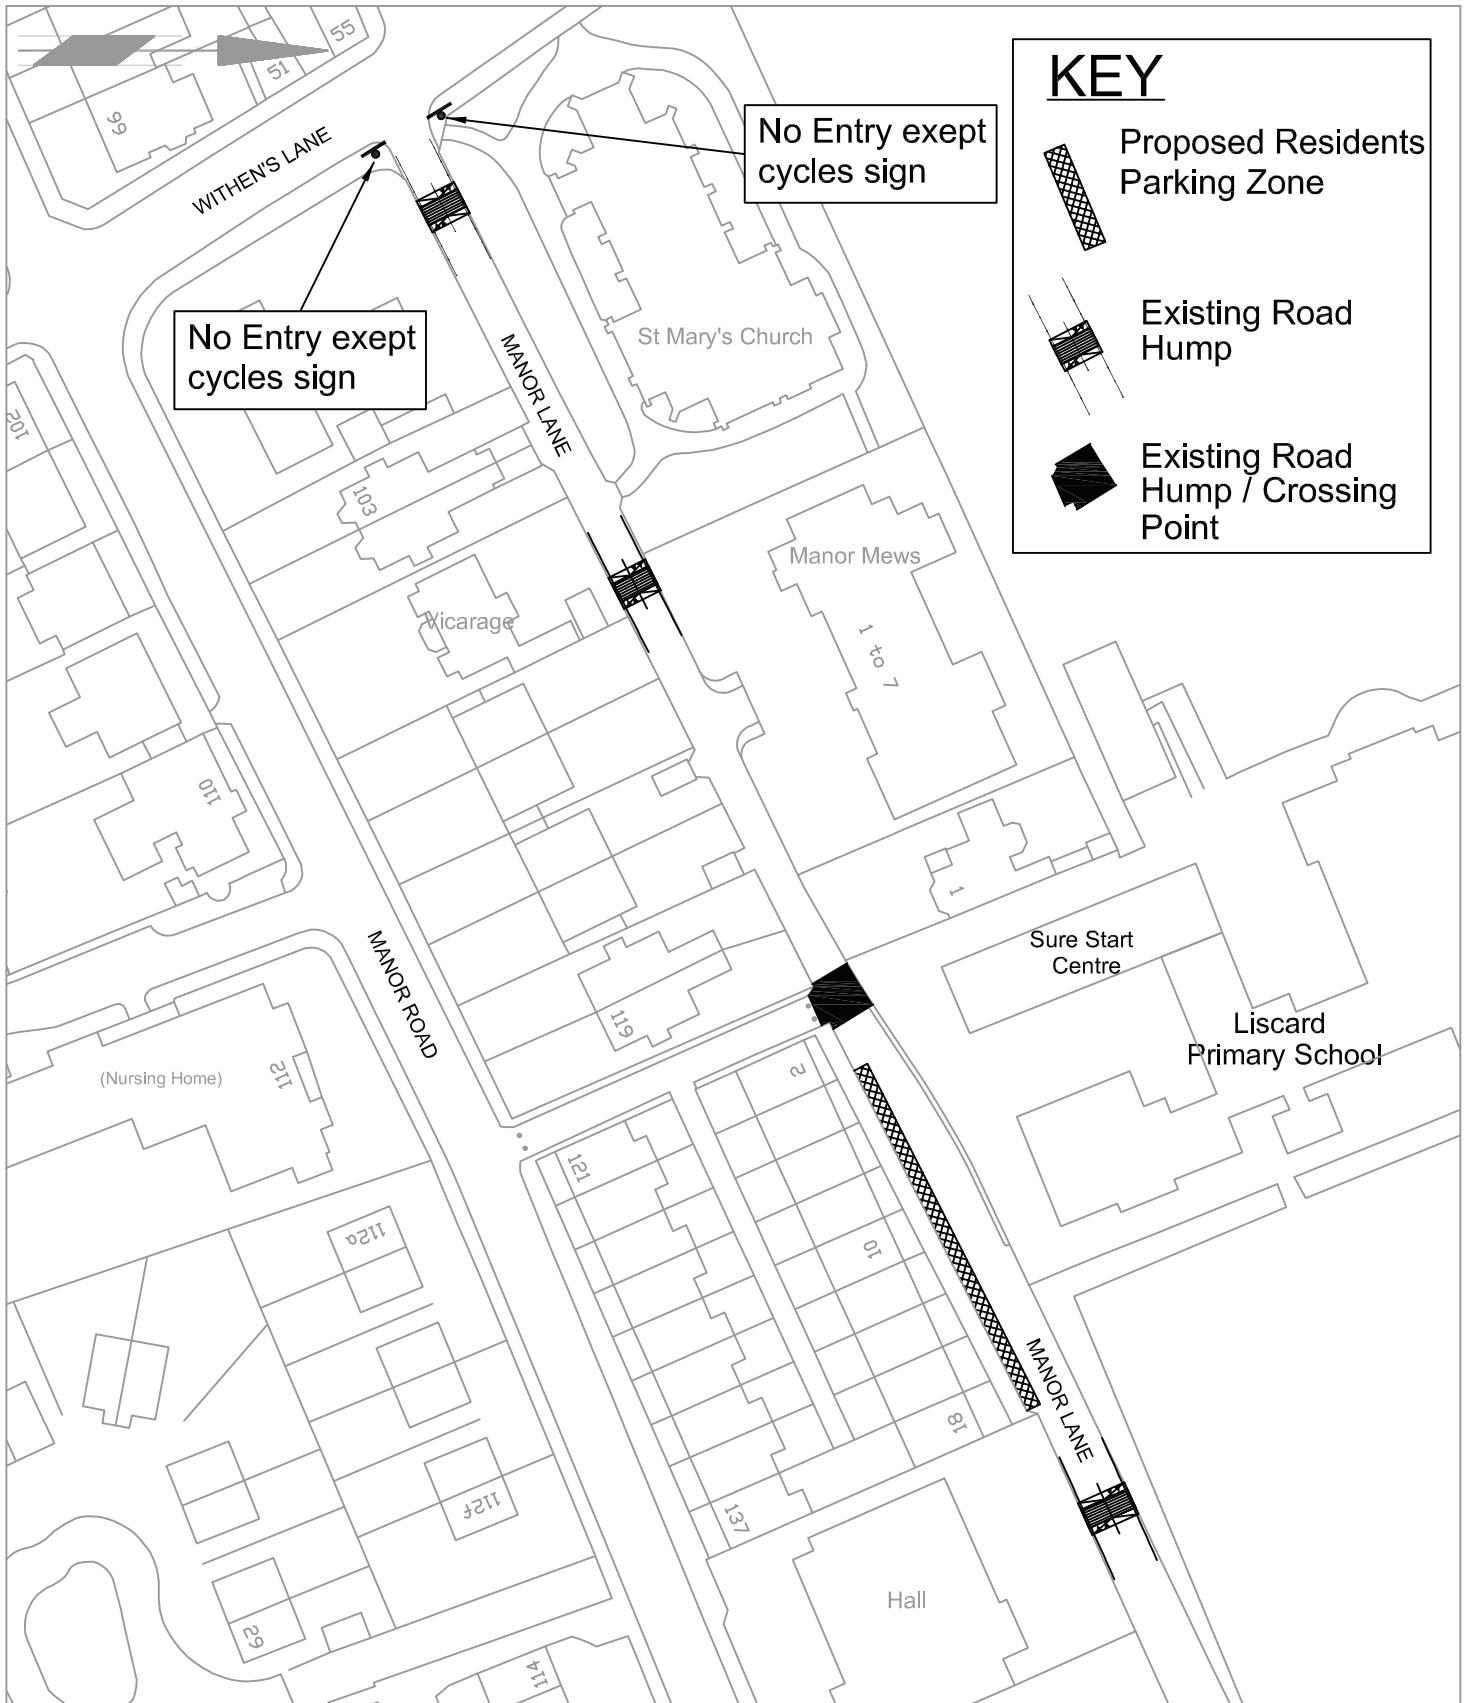 55
51
99
WITHEN'S LANE
No Entry exept
cycles sign
No Entry exept
cycles sign
KEY
Proposed Residents
Parking Zone
Existing Road
Hump
Existing Road
Hump / Crossing
Point
St Mary's Church
MANOR LANE
102
103
Manor Mews
1 to 7
Vicarage
110
1
Sure Start
Centre
MANOR ROAD
119
Liscard
Primary School
(Nursing Home)
112
2
121
112a
10
MANOR LANE
18
112f
137
Hall
62
114